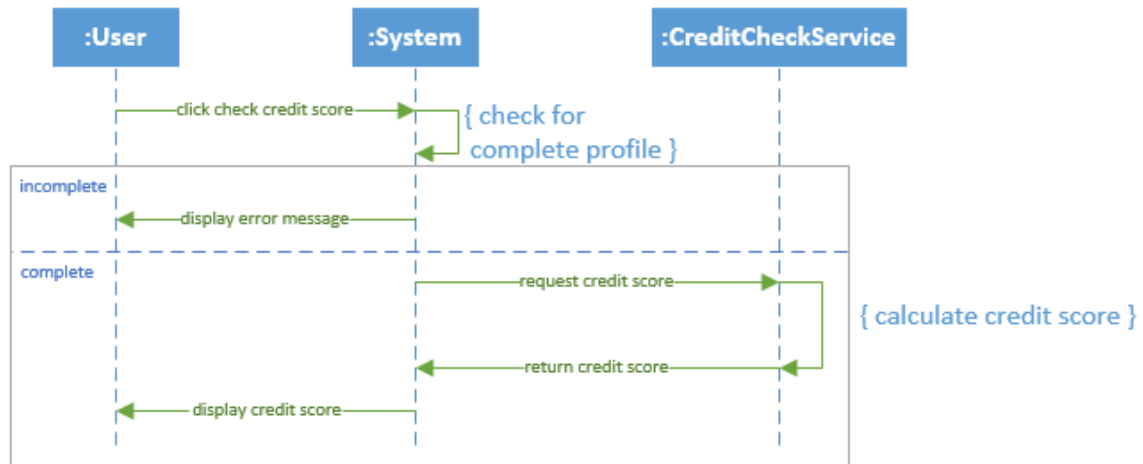 :User
:System
:CreditCheckService
click check credit score
{ check for
complete profile }
incomplete
display error message
complete
request credit score
{ calculate credit score }
return credit score
display credit score